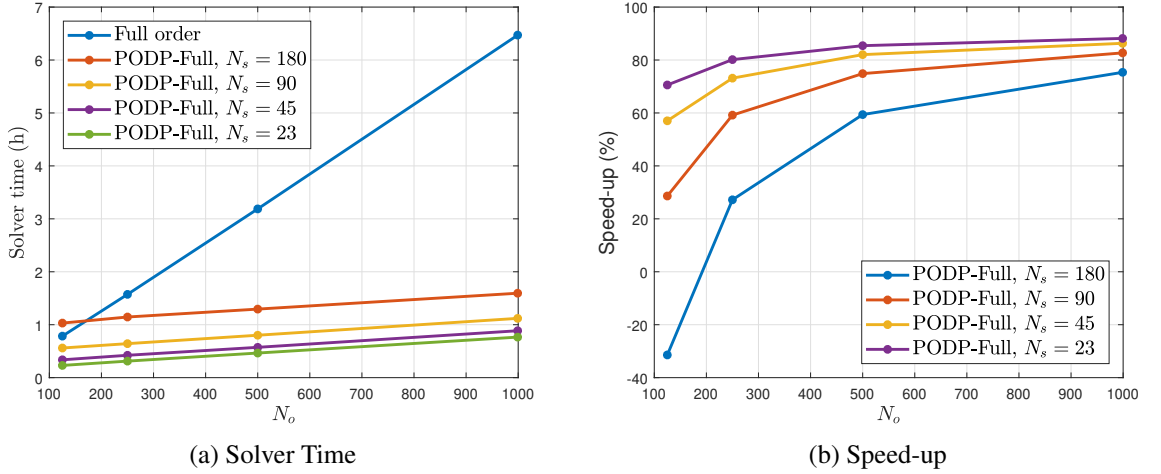 7
6
5
4
3
2
1
0
Solver time (h)
Full order
PODP-Full, N_s = 180
PODP-Full, N_s = 90
PODP-Full, N_s = 45
PODP-Full, N_s = 23
100 200 300 400 500 600 700 800 900 1000
N_o
(a) Solver Time
100
80
60
40
20
0
-20
-40
Speed-up (%)
PODP-Full, N_s = 180
PODP-Full, N_s = 90
PODP-Full, N_s = 45
PODP-Full, N_s = 23
100 200 300 400 500 600 700 800 900 1000
N_o
(b) Speed-up